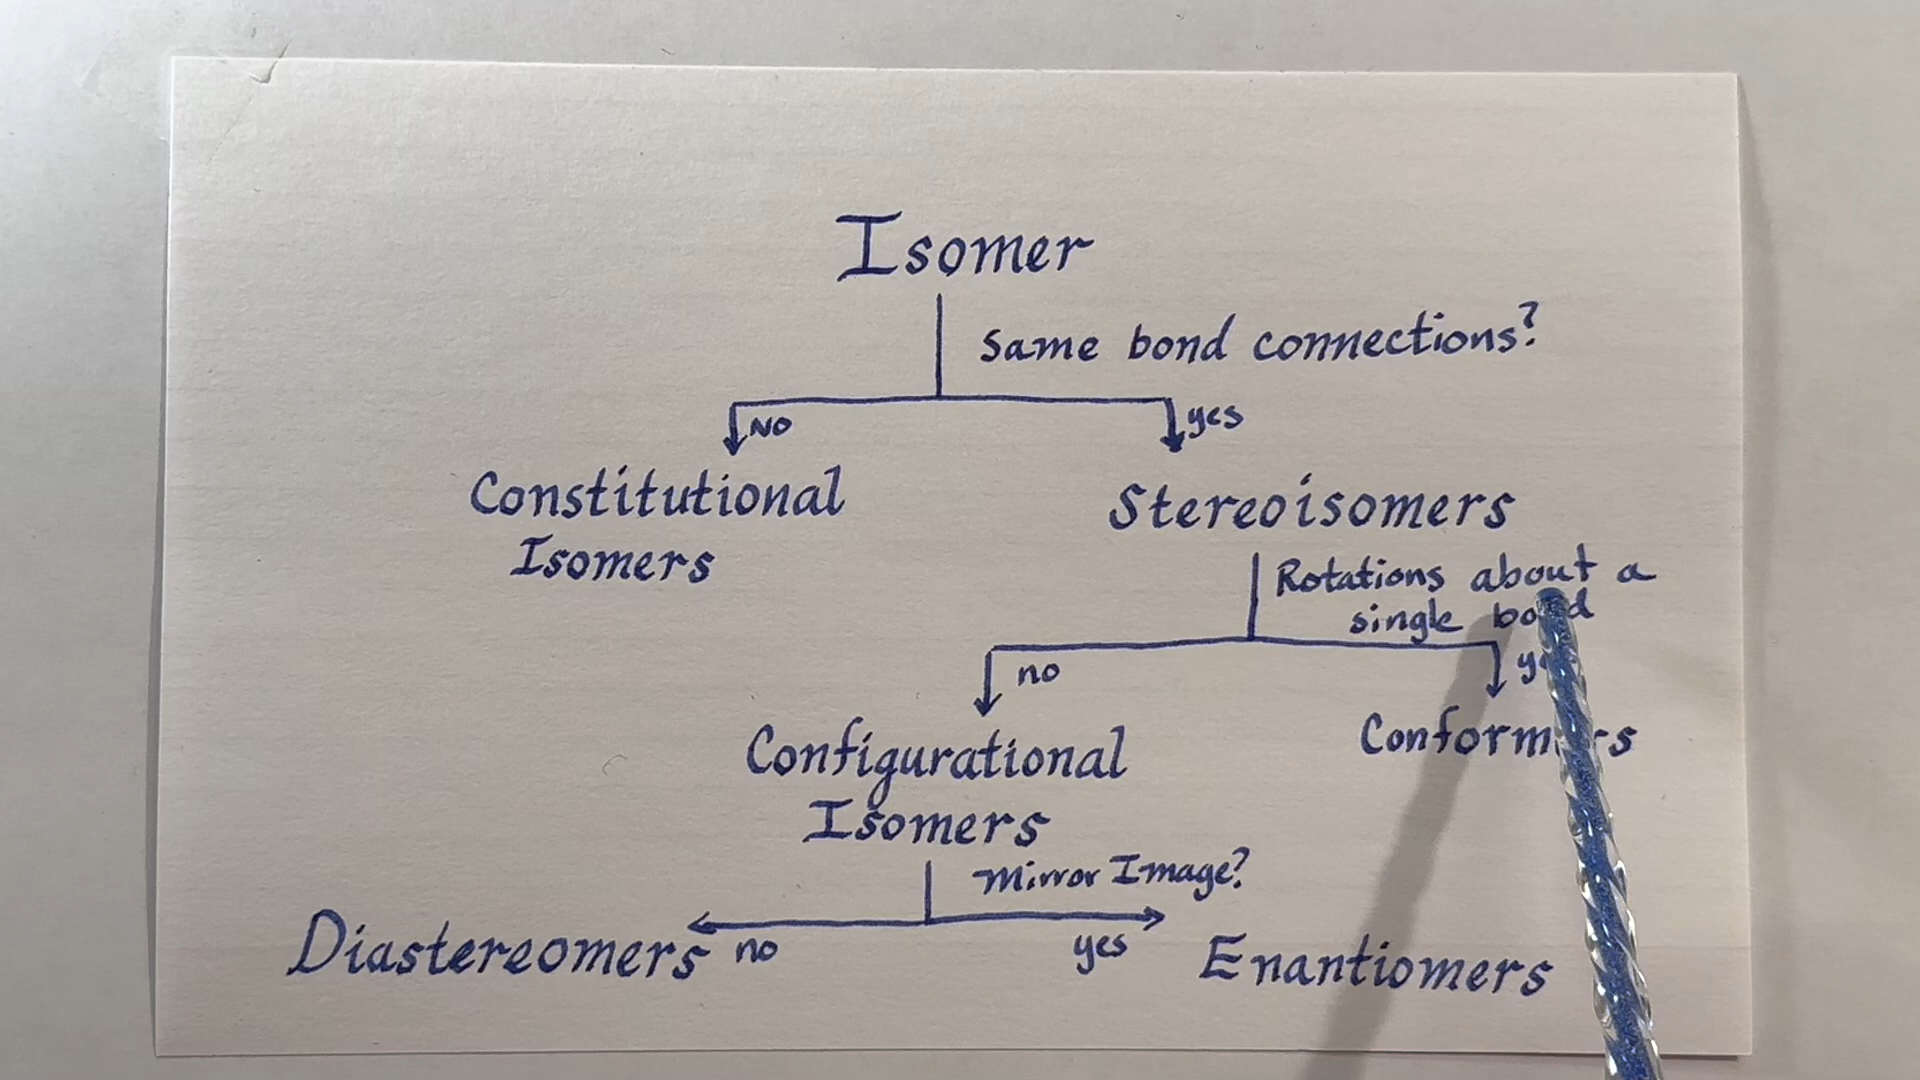 Isomer
Same bond connections?
No
yes
Constitutional
Isomers
Stereoisomers
Rotations about a
single
no
Configurational
Isomers
Mirror Image?
Diastereomers
no
yes
Enantiomers